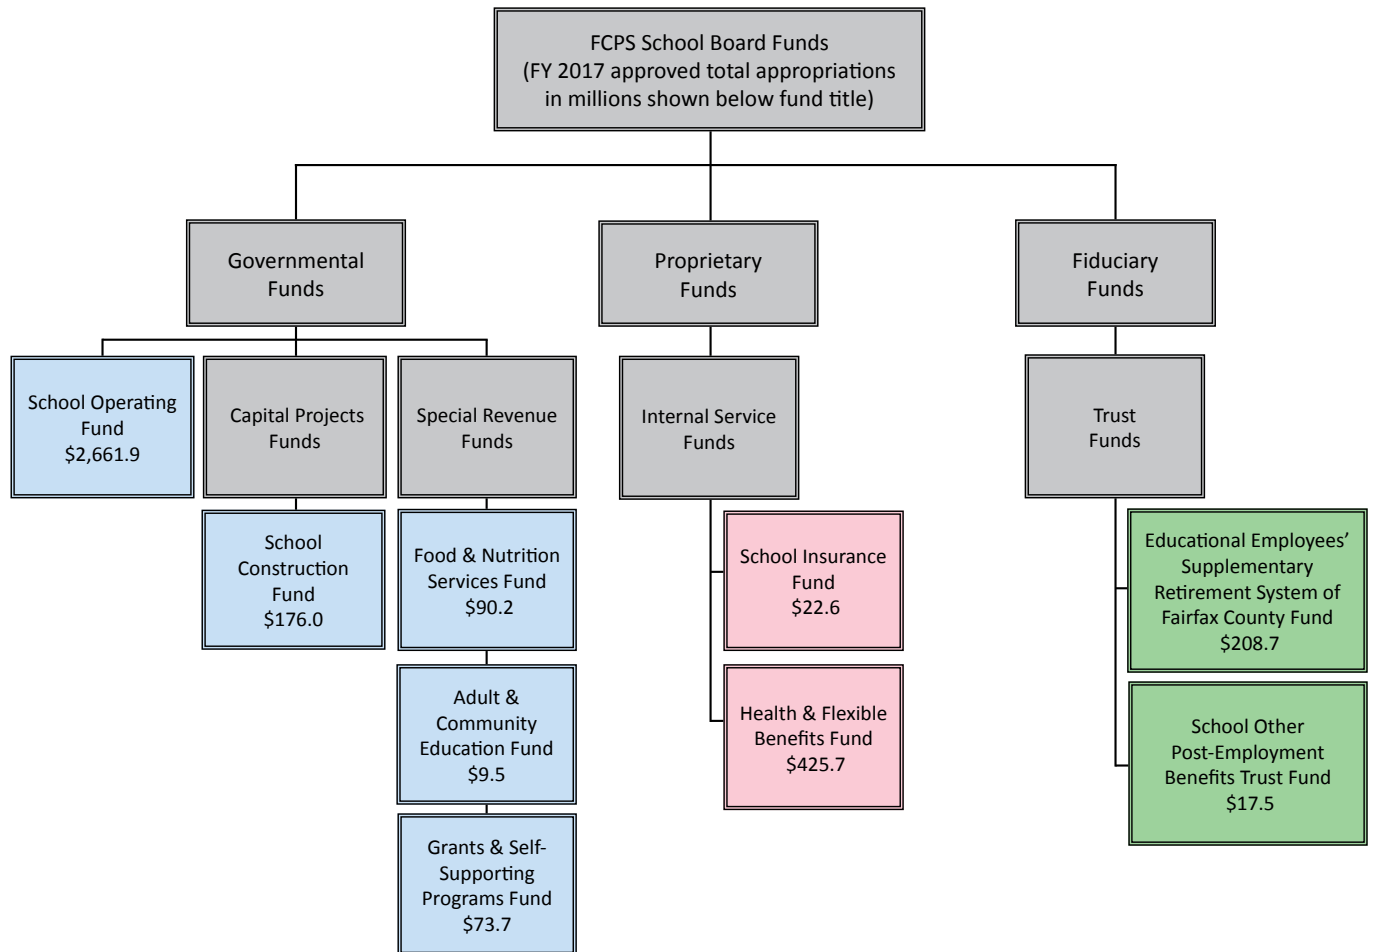 FCPS School Board Funds
(FY 2017 approved total appropriations
in millions shown below fund title)
Governmental
Funds
Proprietary
Funds
Fiduciary
Funds
School Operating
Fund
$2,661.9
Capital Projects
Funds
Special Revenue
Funds
Internal Service
Funds
Trust
Funds
School
Construction
Fund
$176.0
Food & Nutrition
Services Fund
$90.2
Adult &
Community
Education Fund
$9.5
Grants & Self-
Supporting
Programs Fund
$73.7
School Insurance
Fund
$22.6
Health & Flexible
Benefits Fund
$425.7
Educational Employees’
Supplementary
Retirement System of
Fairfax County Fund
$208.7
School Other
Post-Employment
Benefits Trust Fund
$17.5